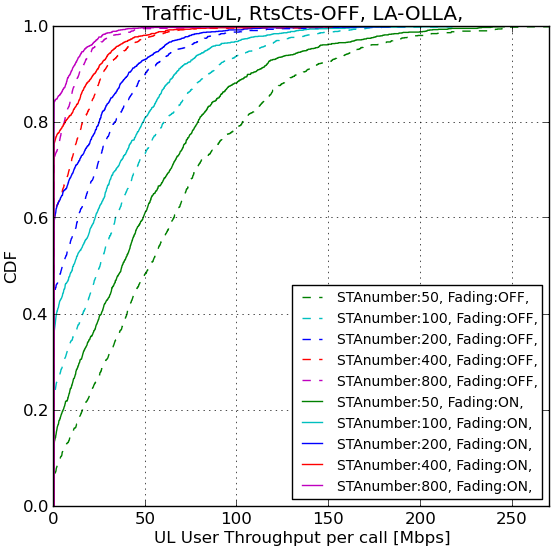 Traffic-UL, RtsCts-OFF, LA-OLLA,
1.0
0.8
0.6
0.4
0.2
0.0
CDF
STAnumber:50, Fading:OFF,
STAnumber:100, Fading:OFF,
STAnumber:200, Fading:OFF,
STAnumber:400, Fading:OFF,
STAnumber:800, Fading:OFF,
STAnumber:50, Fading:ON,
STAnumber:100, Fading:ON,
STAnumber:200, Fading:ON,
STAnumber:400, Fading:ON,
STAnumber:800, Fading:ON,
0 50 100 150 200 250
UL User Throughput per call [Mbps]